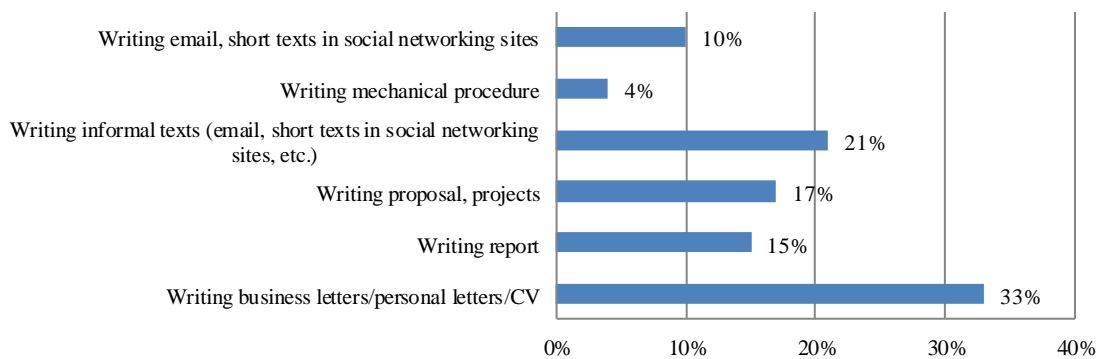 Writing email, short texts in social networking sites
10%
Writing mechanical procedure
4%
Writing informal texts (email, short texts in social networking
sites, etc.)
21%
Writing proposal, projects
17%
Writing report
15%
Writing business letters/personal letters/CV
33%
0% 10% 20% 30% 40%